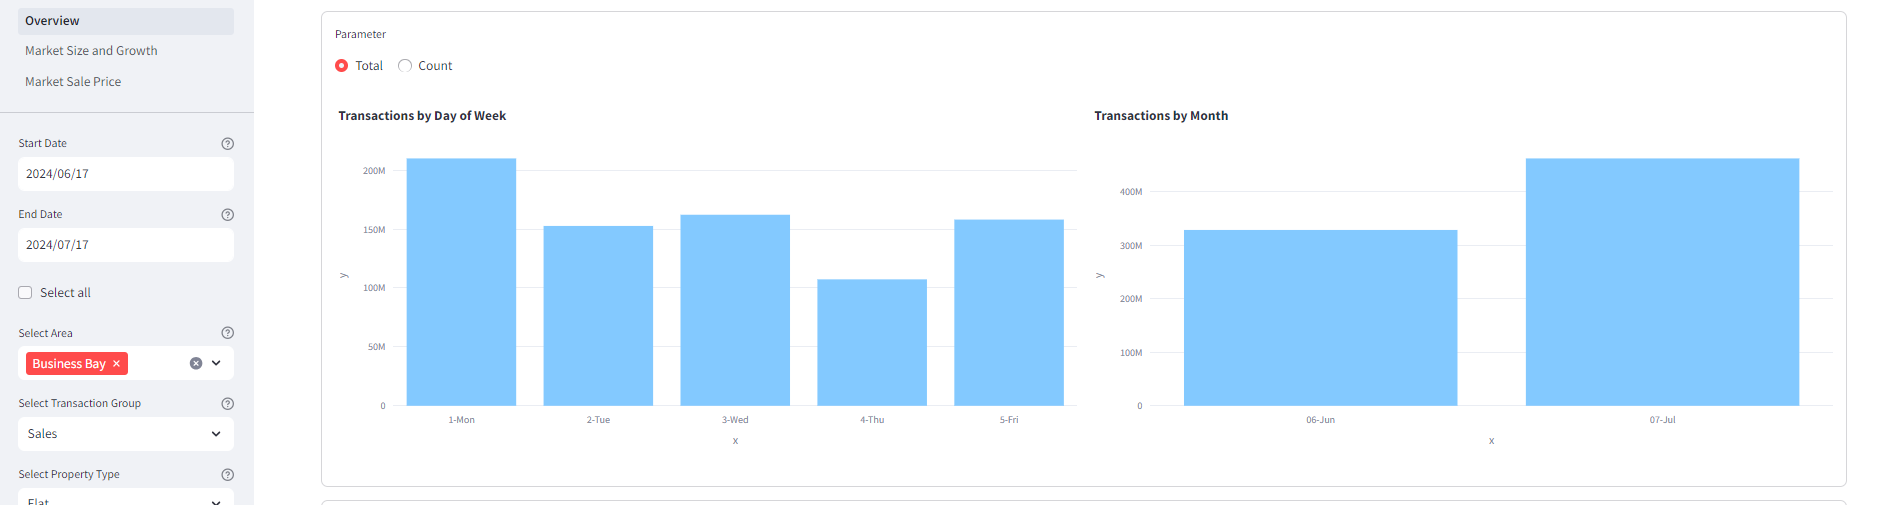 Overview
Market Size and Growth
Market Sale Price
Start Date
2024/06/17
End Date
2024/07/17
Select all
Select Area
Business Bay ×
Select Transaction Group
Sales
Select Property Type
Flat
Parameter
Total Count
Transactions by Day of Week
200M
150M
100M
50M
0
y
1-Mon 2-Tue 3-Wed 4-Thu 5-Fri
x
Transactions by Month
400M
300M
200M
100M
0
y
06-Jun 07-Jul
x